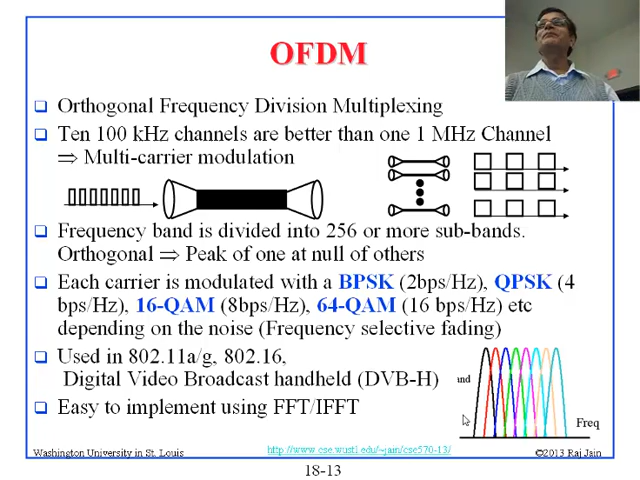 OFDM
Orthogonal Frequency Division Multiplexing
Ten 100 kHz channels are better than one 1 MHz Channel
⇒ Multi-carrier modulation
Frequency band is divided into 256 or more sub-bands.
Orthogonal ⇒ Peak of one at null of others
Each carrier is modulated with a BPSK (2bps/Hz), QPSK (4
bps/Hz), 16-QAM (8bps/Hz), 64-QAM (16 bps/Hz) etc
depending on the noise (Frequency selective fading)
Used in 802.11a/g, 802.16,
Digital Video Broadcast handheld (DVB-H)
and
Easy to implement using FFT/IFFT
Freq
Washington University in St. Louis
http://www.cse.wustl.edu/~jain/cse570-13/
©2013 Raj Jain
18-13